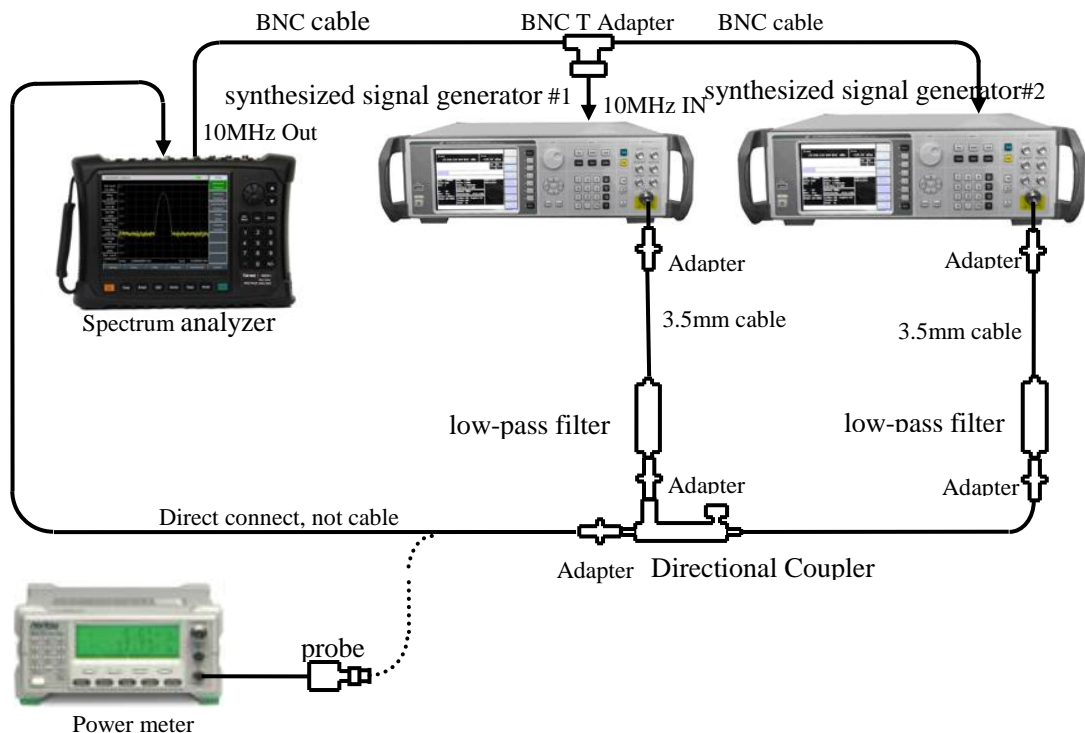 BNC cable
BNC T Adapter
BNC cable
synthesized signal generator #1
10MHz IN
synthesized signal generator#2
10MHz Out
Adapter
Adapter
Spectrum analyzer
3.5mm cable
3.5mm cable
low-pass filter
low-pass filter
Adapter
Adapter
Direct connect, not cable
Adapter
Directional Coupler
probe
Power meter